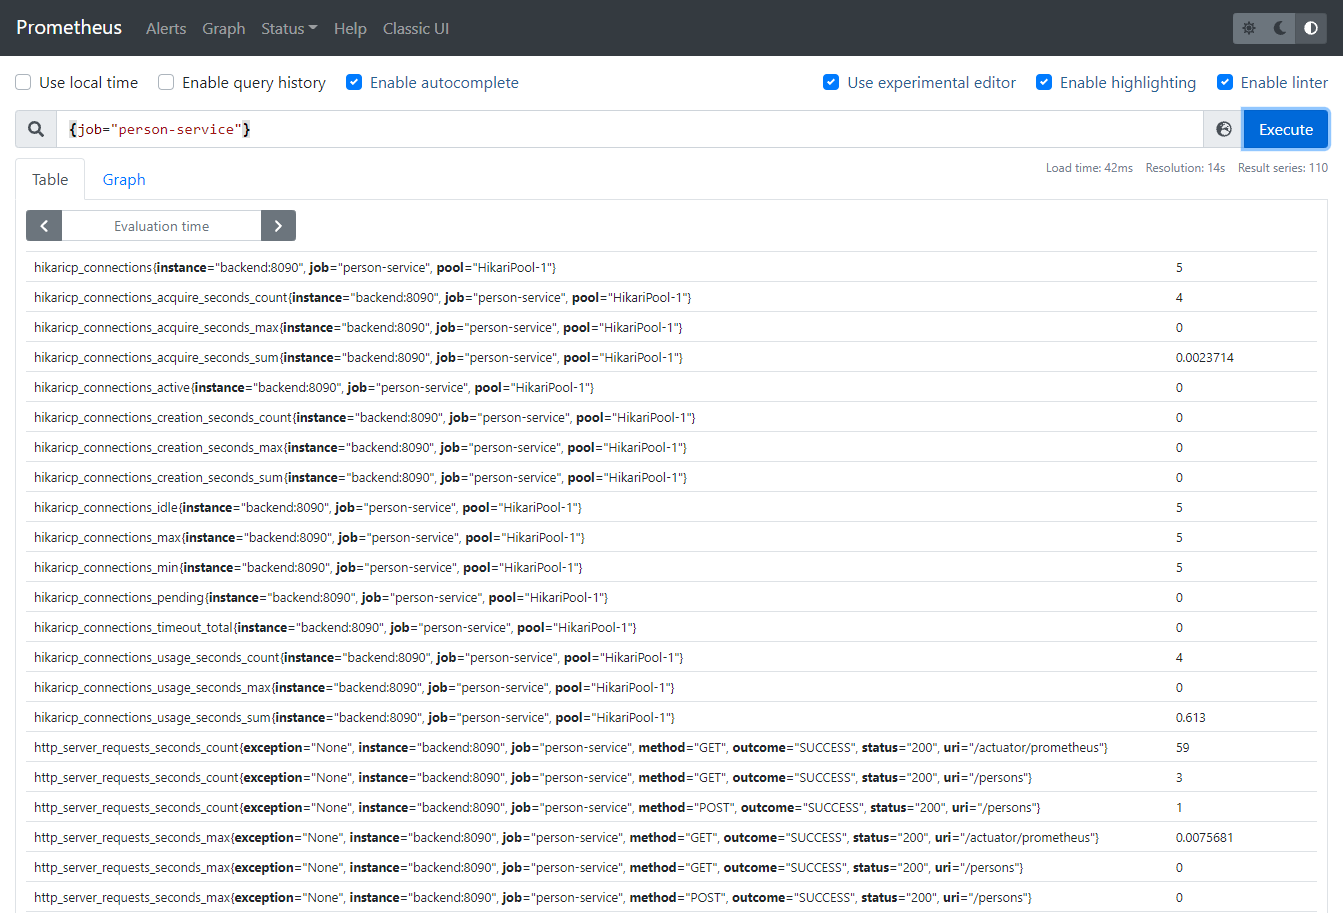 Prometheus Alerts Graph Status Help Classic UI
Use local time Enable query history Enable autocomplete Use experimental editor Enable highlighting Enable linter
{job="person-service"} Execute
Load time: 42ms Resolution: 14s Result series: 110
Table Graph
Evaluation time
hikaricp_connections{instance="backend:8090", job="person-service", pool="HikariPool-1"} 5
hikaricp_connections_acquire_seconds_count{instance="backend:8090", job="person-service", pool="HikariPool-1"} 4
hikaricp_connections_acquire_seconds_max{instance="backend:8090", job="person-service", pool="HikariPool-1"} 0
hikaricp_connections_acquire_seconds_sum{instance="backend:8090", job="person-service", pool="HikariPool-1"} 0.0023714
hikaricp_connections_active{instance="backend:8090", job="person-service", pool="HikariPool-1"} 0
hikaricp_connections_creation_seconds_count{instance="backend:8090", job="person-service", pool="HikariPool-1"} 0
hikaricp_connections_creation_seconds_max{instance="backend:8090", job="person-service", pool="HikariPool-1"} 0
hikaricp_connections_creation_seconds_sum{instance="backend:8090", job="person-service", pool="HikariPool-1"} 0
hikaricp_connections_idle{instance="backend:8090", job="person-service", pool="HikariPool-1"} 5
hikaricp_connections_max{instance="backend:8090", job="person-service", pool="HikariPool-1"} 5
hikaricp_connections_min{instance="backend:8090", job="person-service", pool="HikariPool-1"} 5
hikaricp_connections_pending{instance="backend:8090", job="person-service", pool="HikariPool-1"} 0
hikaricp_connections_timeout_total{instance="backend:8090", job="person-service", pool="HikariPool-1"} 0
hikaricp_connections_usage_seconds_count{instance="backend:8090", job="person-service", pool="HikariPool-1"} 4
hikaricp_connections_usage_seconds_max{instance="backend:8090", job="person-service", pool="HikariPool-1"} 0
hikaricp_connections_usage_seconds_sum{instance="backend:8090", job="person-service", pool="HikariPool-1"} 0.613
http_server_requests_seconds_count{exception="None", instance="backend:8090", job="person-service", method="GET", outcome="SUCCESS", status="200", uri="/actuator/prometheus"} 59
http_server_requests_seconds_count{exception="None", instance="backend:8090", job="person-service", method="GET", outcome="SUCCESS", status="200", uri="/persons"} 3
http_server_requests_seconds_count{exception="None", instance="backend:8090", job="person-service", method="POST", outcome="SUCCESS", status="200", uri="/persons"} 1
http_server_requests_seconds_max{exception="None", instance="backend:8090", job="person-service", method="GET", outcome="SUCCESS", status="200", uri="/actuator/prometheus"} 0.0075681
http_server_requests_seconds_max{exception="None", instance="backend:8090", job="person-service", method="GET", outcome="SUCCESS", status="200", uri="/persons"} 0
http_server_requests_seconds_max{exception="None", instance="backend:8090", job="person-service", method="POST", outcome="SUCCESS", status="200", uri="/persons"} 0